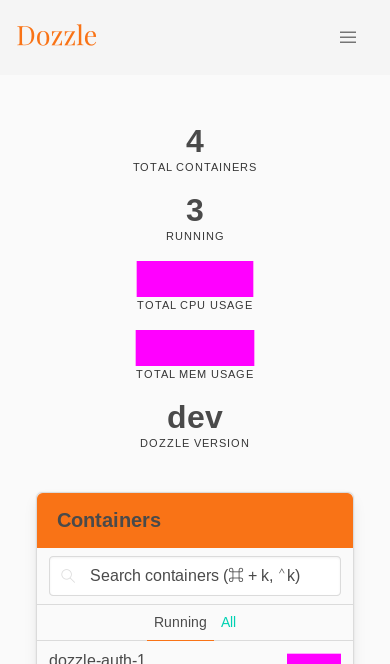 Dozzle
4
TOTAL CONTAINERS
3
RUNNING
TOTAL CPU USAGE
TOTAL MEM USAGE
dev
DOZZLE VERSION
Containers
Search containers (⌘ + k, ⌃k)
Running All
dozzle-auth-1